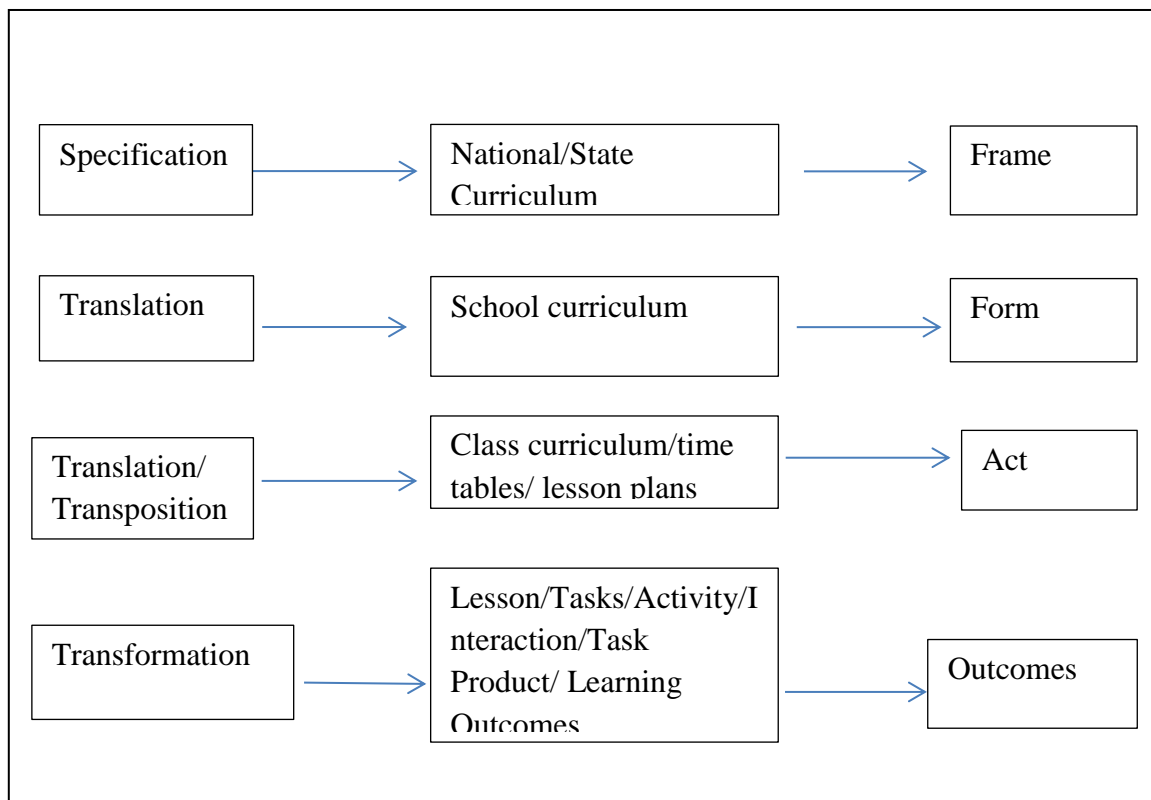 Specification
National/State
Curriculum
Frame
Translation
School curriculum
Form
Translation/
Transposition
Class curriculum/time
tables/ lesson plans
Act
Transformation
Lesson/Tasks/Activity/I
nteraction/Task
Product/ Learning
Outcomes
Outcomes